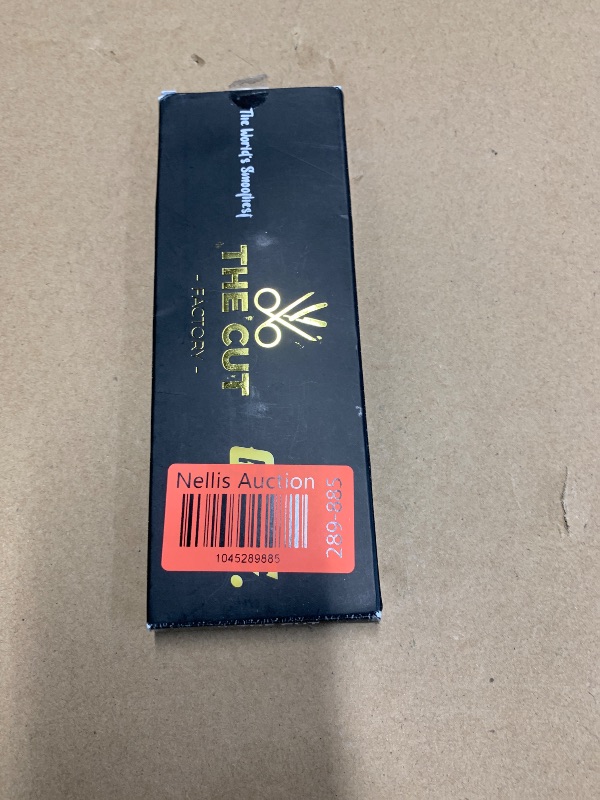 The World's Smoothest
THE CUT
- FACTORY -
Nellis Auction
1045289885
289-885